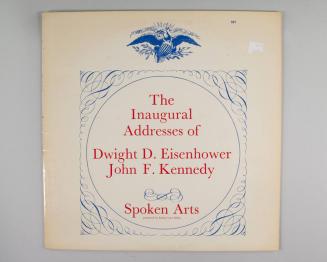 The
Inaugural
Addresses of
Dwight D. Eisenhower
John F. Kennedy
Spoken Arts